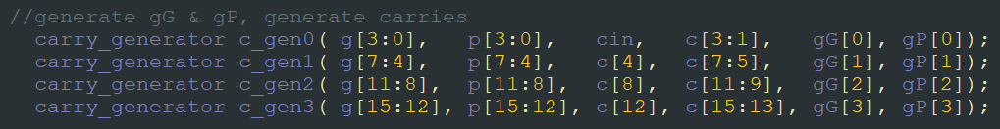 //generate gG & gP, generate carries
carry_generator c_gen0( g[3:0], p[3:0], cin, c[3:1], gG[0], gP[0]);
carry_generator c_gen1( g[7:4], p[7:4], c[4], c[7:5], gG[1], gP[1]);
carry_generator c_gen2( g[11:8], p[11:8], c[8], c[11:9], gG[2], gP[2]);
carry_generator c_gen3( g[15:12], p[15:12], c[12], c[15:13], gG[3], gP[3]);